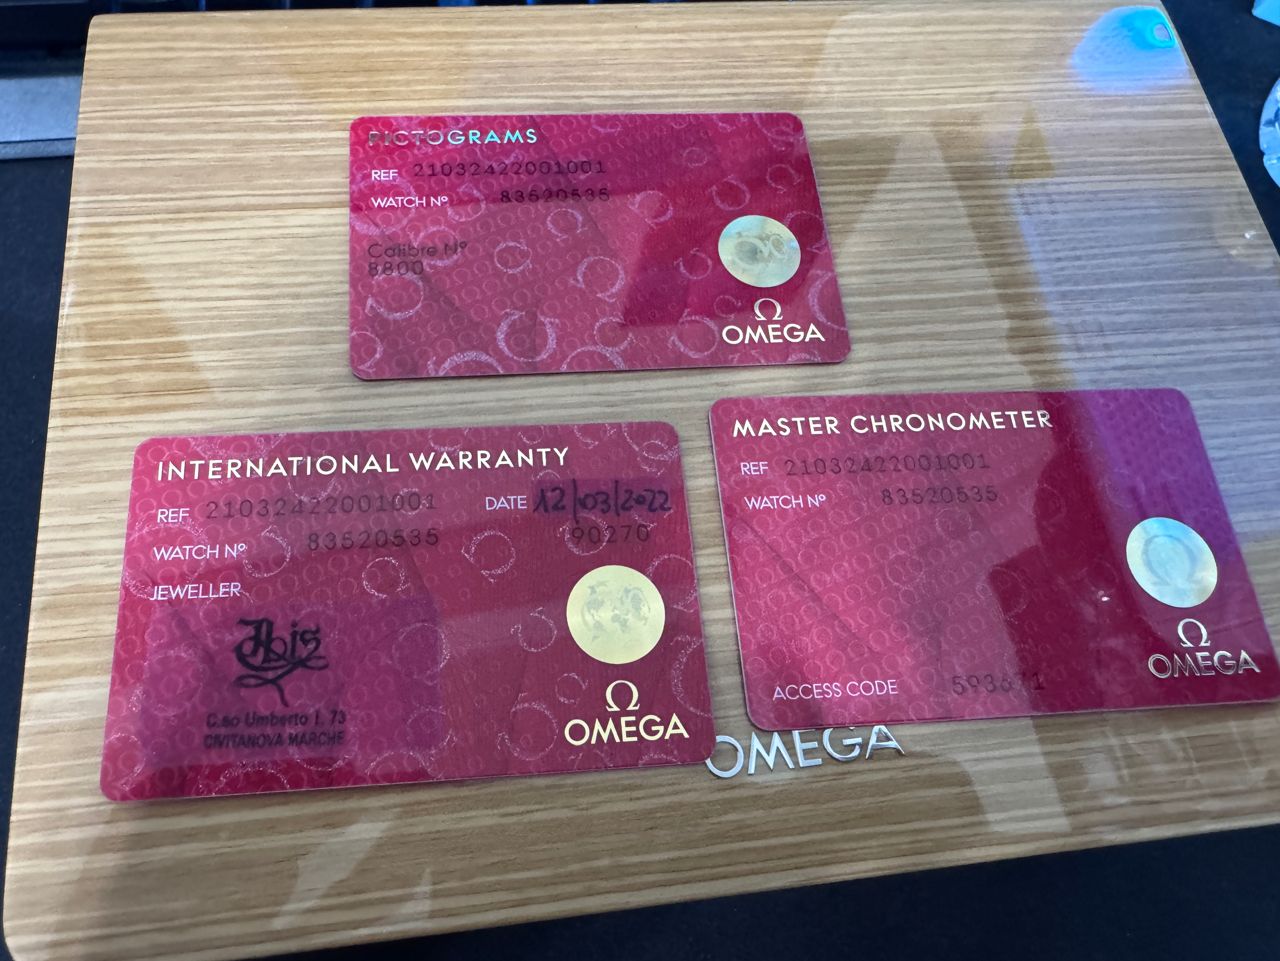 PICTOGRAMS
REF 21032422001001
WATCH Nº 83520535
Calibre Nº
8800
Ω
OMEGA
INTERNATIONAL WARRANTY
REF 21032422001001 DATE 12/03/2022
WATCH Nº 83520535 90270
JEWELLER
C.so Umberto I, 73
CIVITANOVA MARCHE
Ω
OMEGA
MASTER CHRONOMETER
REF 21032422001001
WATCH Nº 83520535
Ω
OMEGA
ACCESS CODE
OMEGA